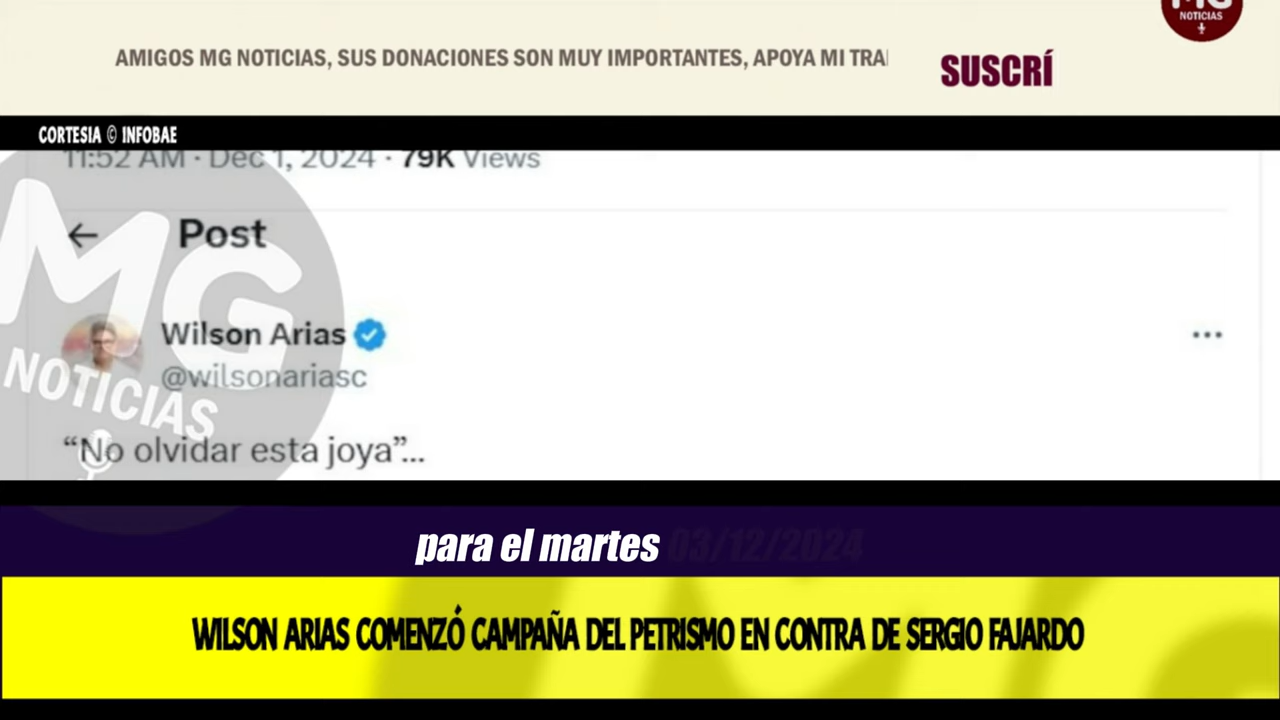 MG
NOTICIAS
AMIGOS MG NOTICIAS, SUS DONACIONES SON MUY IMPORTANTES, APOYA MI TRA
SUSCRÍ
CORTESIA © INFOBAE
11:52 AM · Dec 1, 2024 · 79K Views
← Post
Wilson Arias
@wilsonariasc
“No olvidar esta joya”...
MG
NOTICIAS
para el martes 03/12/2024
WILSON ARIAS COMENZÓ CAMPAÑA DEL PETRISMO EN CONTRA DE SERGIO FAJARDO